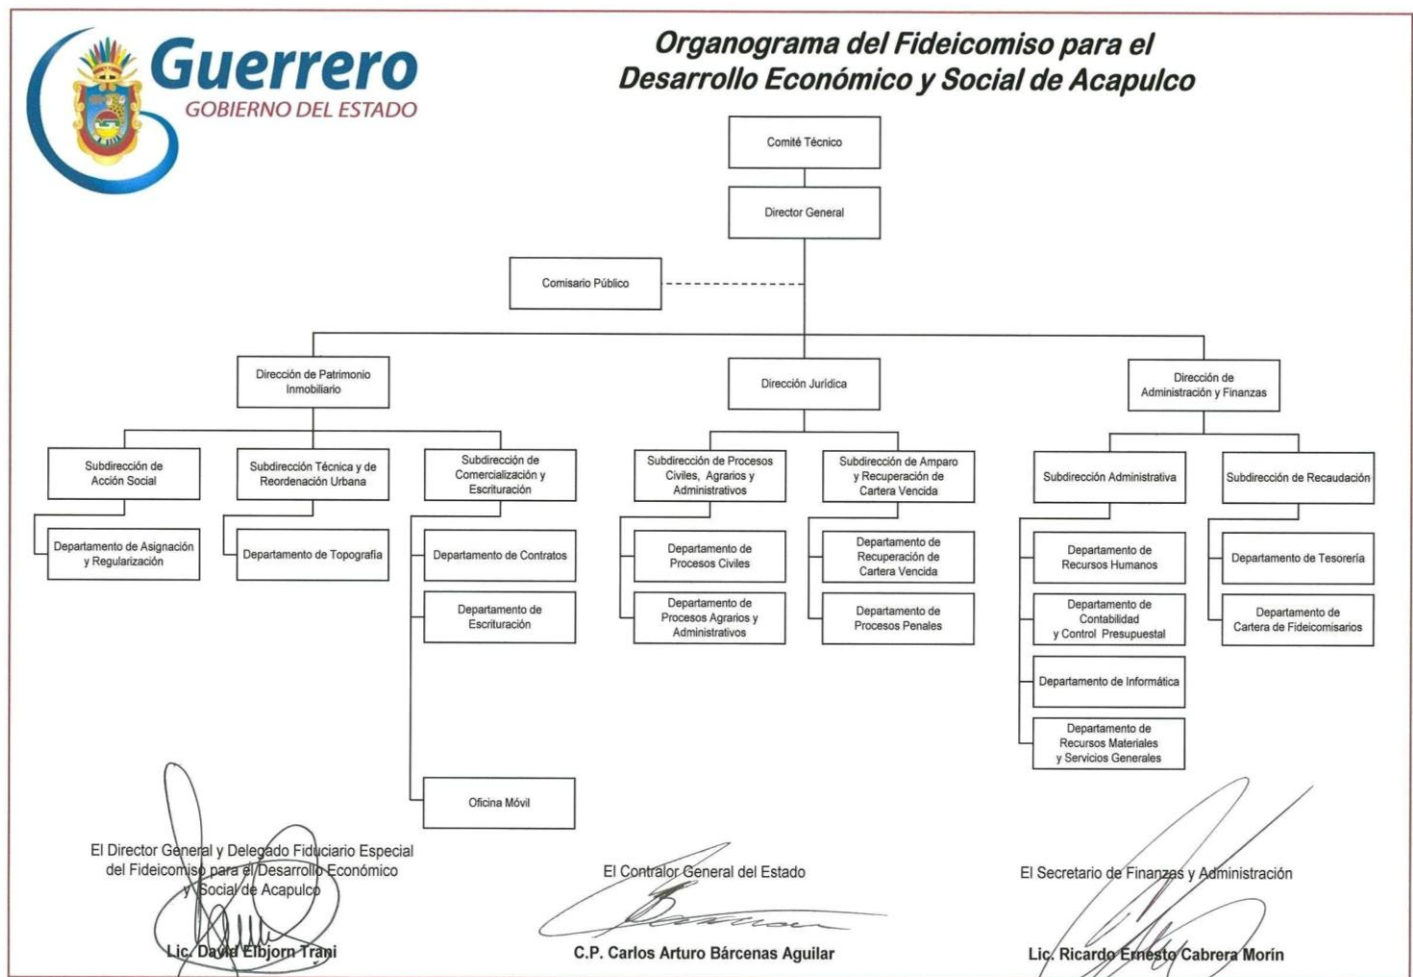 Guerrero
GOBIERNO DEL ESTADO
Organograma del Fideicomiso para el
Desarrollo Económico y Social de Acapulco
Comité Técnico
Director General
Comisario Público
Dirección de Patrimonio
Inmobiliario
Dirección Jurídica
Dirección de
Administración y Finanzas
Subdirección de
Acción Social
Subdirección Técnica y de
Reordenación Urbana
Subdirección de
Comercialización y
Escrituración
Subdirección de Procesos
Civiles, Agrarios y
Administrativos
Subdirección de Amparo
y Recuperación de
Cartera Vencida
Subdirección Administrativa
Subdirección de Recaudación
Departamento de Asignación
y Regularización
Departamento de Topografía
Departamento de Contratos
Departamento de
Procesos Civiles
Departamento de
Recuperación de
Cartera Vencida
Departamento de
Recursos Humanos
Departamento de Tesorería
Departamento de
Escrituración
Departamento de
Procesos Agrarios y
Administrativos
Departamento de
Procesos Penales
Departamento de
Contabilidad
y Control Presupuestal
Departamento de
Cartera de Fideicomisarios
Departamento de Informática
Departamento de
Recursos Materiales
y Servicios Generales
Oficina Móvil
El Director General y Delegado Fiduciario Especial
del Fideicomiso para el Desarrollo Económico
y Social de Acapulco
Lic. David Elbjorn Trani
El Contralor General del Estado
C.P. Carlos Arturo Bárcenas Aguilar
El Secretario de Finanzas y Administración
Lic. Ricardo Ernesto Cabrera Morín